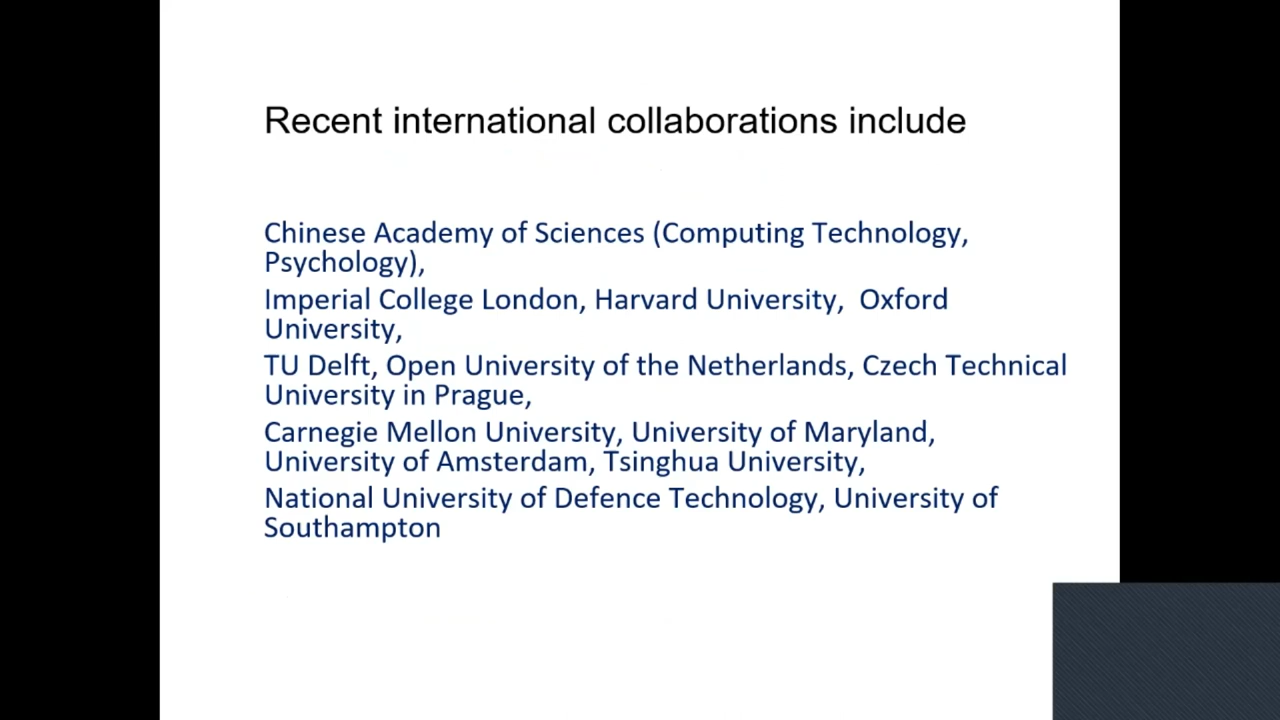 Recent international collaborations include
Chinese Academy of Sciences (Computing Technology,
Psychology),
Imperial College London, Harvard University,  Oxford
University,
TU Delft, Open University of the Netherlands, Czech Technical
University in Prague,
Carnegie Mellon University, University of Maryland,
University of Amsterdam, Tsinghua University,
National University of Defence Technology, University of
Southampton